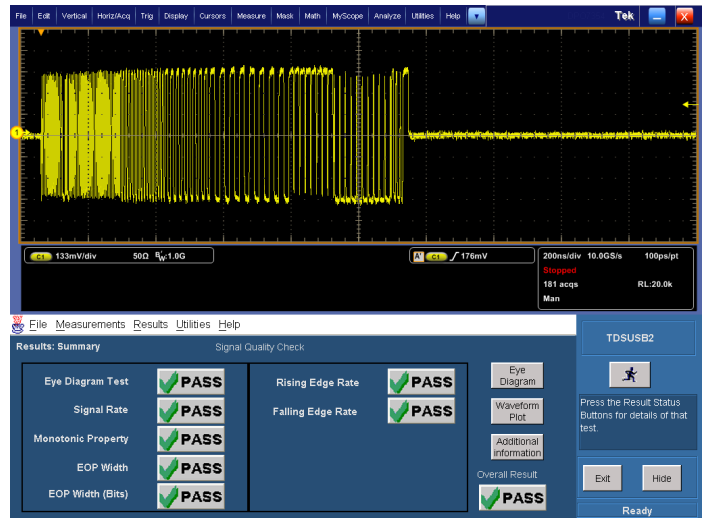 File Edit Vertical Horiz/Acq Trig Display Cursors Measure Mask Math MyScope Analyze Utilities Help Tek
1
C1 133mV/div 50Ω BW:1.0G
A' C1 176mV
200ns/div 10.0GS/s 100ps/pt
Stopped
181 acqs RL:20.0k
Man
File Measurements Results Utilities Help
Results: Summary Signal Quality Check
Eye Diagram Test PASS
Signal Rate PASS
Monotonic Property PASS
EOP Width PASS
EOP Width (Bits) PASS
Rising Edge Rate PASS
Falling Edge Rate PASS
Eye
Diagram
Waveform
Plot
Additional
information
Overall Result
PASS
TDSUSB2
Press the Result Status
Buttons for details of that
test.
Exit Hide
Ready